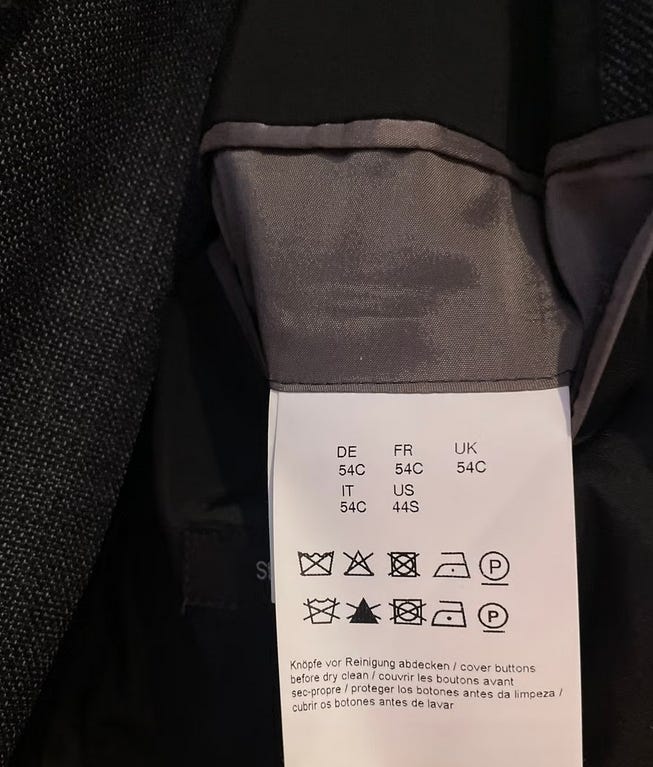 DE FR UK
54C 54C 54C
IT US
54C 44S
P
P
Knöpfe vor Reinigung abdecken / cover buttons
before dry clean / couvrir les boutons avant
sec-propre / proteger los botones antes da limpeza /
cubrir os botones antes de lavar